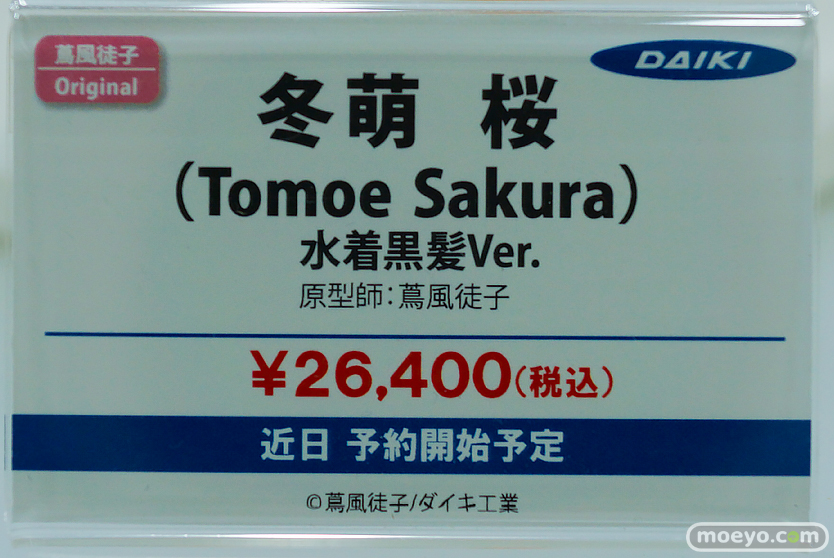 蔦風徒子
Original
DAIKI
冬萌 桜
（Tomoe Sakura）
水着黒髪Ver.
原型師：蔦風徒子
¥26,400（税込）
近日 予約開始予定
©蔦風徒子/ダイキ工業
moeyo.com